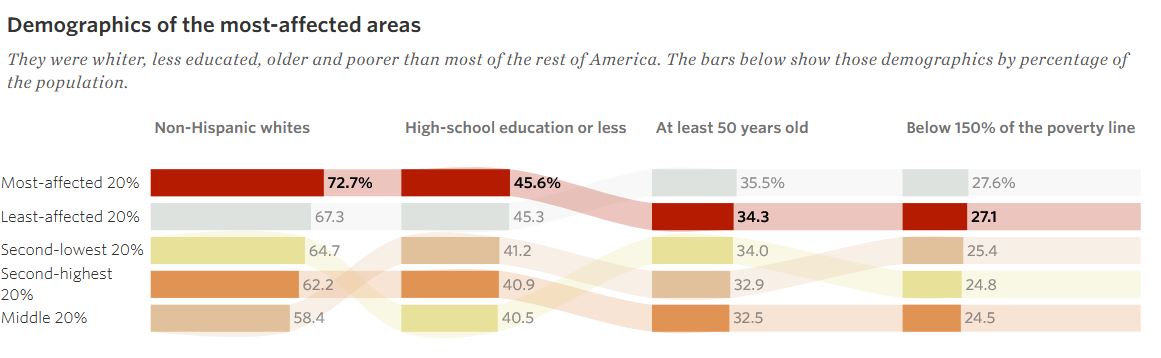 Demographics of the most-affected areas
They were whiter, less educated, older and poorer than most of the rest of America. The bars below show those demographics by percentage of
the population.
Non-Hispanic whites High-school education or less At least 50 years old Below 150% of the poverty line
Most-affected 20% 72.7% 45.6% 35.5% 27.6%
Least-affected 20% 67.3 45.3 34.3 27.1
Second-lowest 20% 64.7 41.2 34.0 25.4
Second-highest
20% 62.2 40.9 32.9 24.8
Middle 20% 58.4 40.5 32.5 24.5